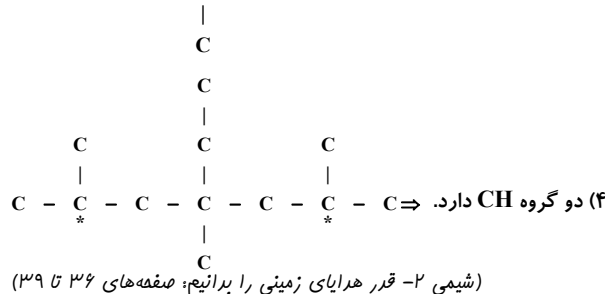 |
C
C
|
C C C
| | |
C – C – C – C – C – C – C ⇒ ۴) دو گروه CH دارد.
* | *
C
(شیمی ۲- قدر هدایای زمینی را بدانیم: صفحه‌های ۳۶ تا ۳۹)